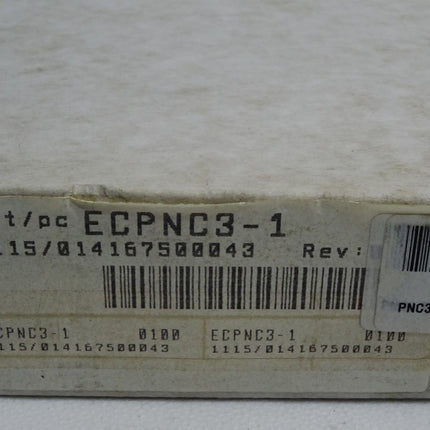 t/pc ECPNC3-1
1115/014167500043 Rev:
PNC3
CPNC3-1 0100 ECPNC3-1 0100
115/014167500043 1115/014167500043